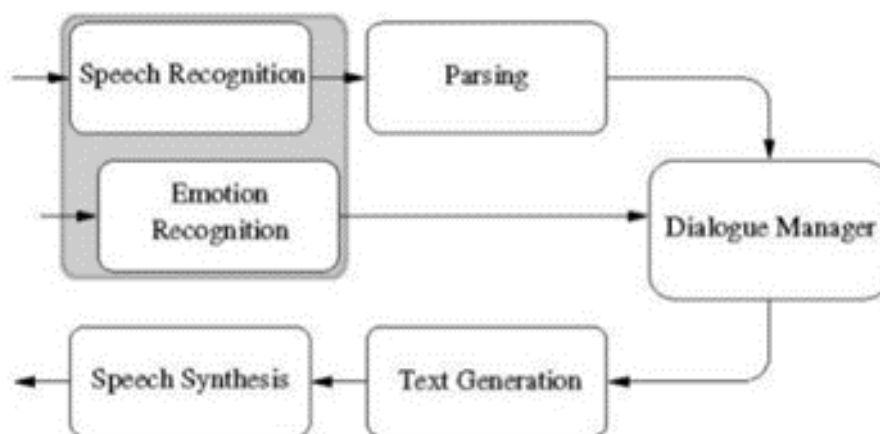 Speech Recognition
Parsing
Emotion
Recognition
Dialogue Manager
Speech Synthesis
Text Generation